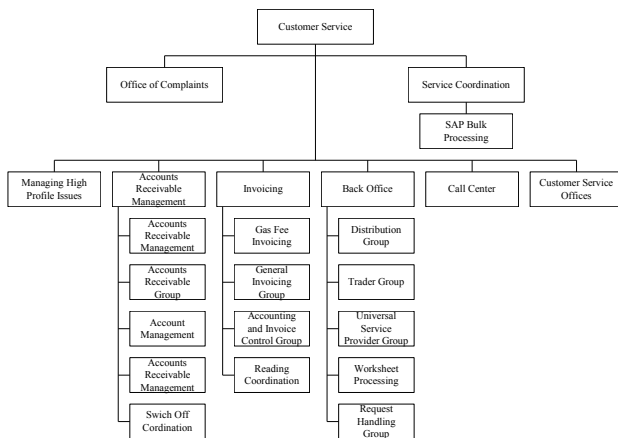 Customer Service
Office of Complaints
Service Coordination
SAP Bulk
Processing
Managing High
Profile Issues
Accounts
Receivable
Management
Invoicing
Back Office
Call Center
Customer Service
Offices
Accounts
Receivable
Management
Gas Fee
Invoicing
Distribution
Group
Accounts
Receivable
Group
General
Invoicing
Group
Trader Group
Account
Management
Accounting
and Invoice
Control Group
Universal
Service
Provider Group
Accounts
Receivable
Management
Reading
Coordination
Worksheet
Processing
Swich Off
Cordination
Request
Handling
Group